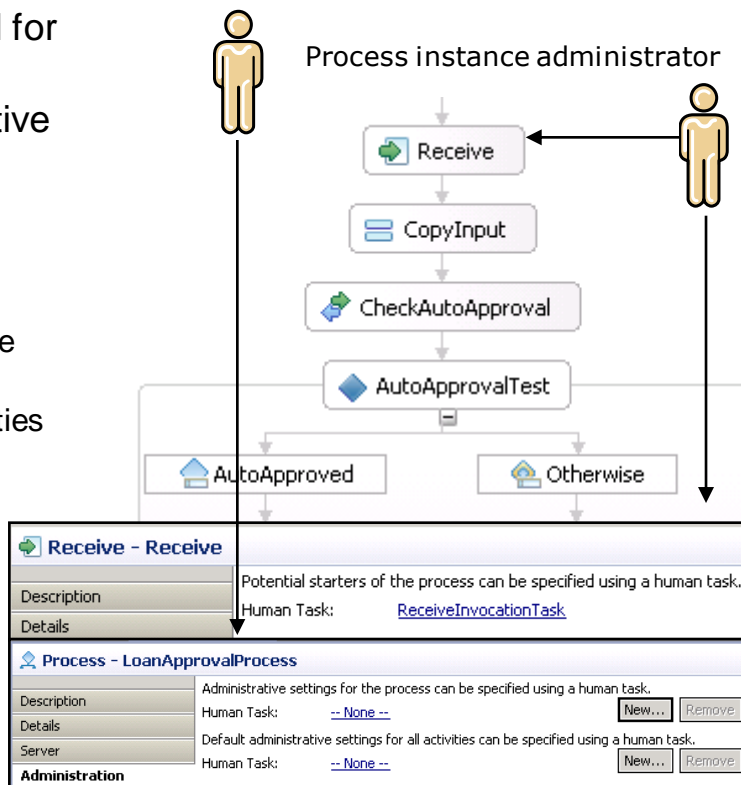 for
tive
e
ties
Process instance administrator
Receive
CopyInput
CheckAutoApproval
AutoApprovalTest
AutoApproved
Otherwise
Receive - Receive
Description
Details
Potential starters of the process can be specified using a human task.
Human Task: ReceiveInvocationTask
Process - LoanApprovalProcess
Description
Details
Server
Administration
Administrative settings for the process can be specified using a human task.
Human Task: -- None -- New... Remove
Default administrative settings for all activities can be specified using a human task.
Human Task: -- None -- New... Remove